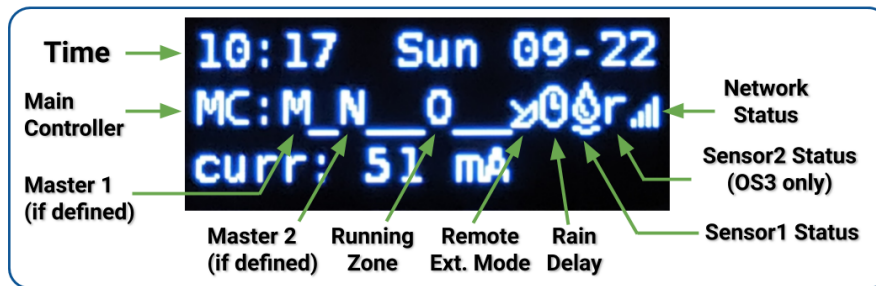 Time
10:17 Sun 09-22
Main
Controller
MC:M_N___O___r
Network
Status
curr: 51 mA
Sensor2 Status
(OS3 only)
Master 1
(if defined)
Master 2
(if defined)
Running
Zone
Remote
Ext. Mode
Rain
Delay
Sensor1 Status